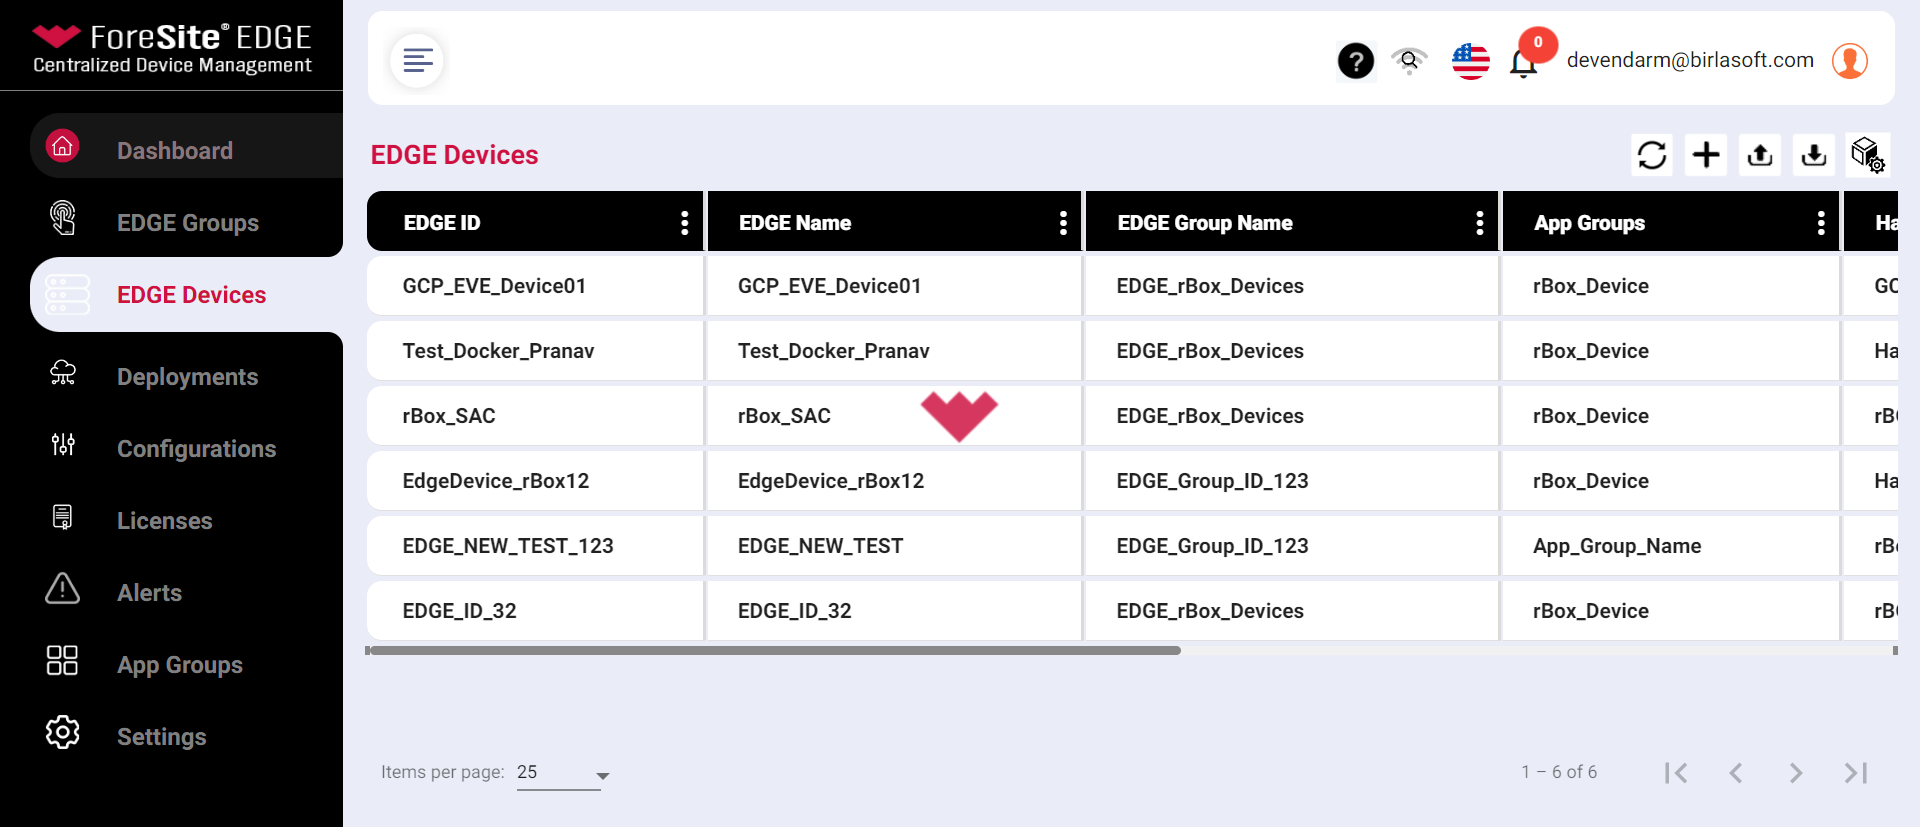 ForeSite® EDGE
Centralized Device Management
Dashboard
EDGE Groups
EDGE Devices
Deployments
Configurations
Licenses
Alerts
App Groups
Settings
?
0
devendarm@birlasoft.com
EDGE Devices
EDGE ID EDGE Name EDGE Group Name App Groups Ha
GCP_EVE_Device01 GCP_EVE_Device01 EDGE_rBox_Devices rBox_Device GC
Test_Docker_Pranav Test_Docker_Pranav EDGE_rBox_Devices rBox_Device Ha
rBox_SAC rBox_SAC EDGE_rBox_Devices rBox_Device rB
EdgeDevice_rBox12 EdgeDevice_rBox12 EDGE_Group_ID_123 rBox_Device Ha
EDGE_NEW_TEST_123 EDGE_NEW_TEST EDGE_Group_ID_123 App_Group_Name rB
EDGE_ID_32 EDGE_ID_32 EDGE_rBox_Devices rBox_Device rB
Items per page: 25
1 – 6 of 6